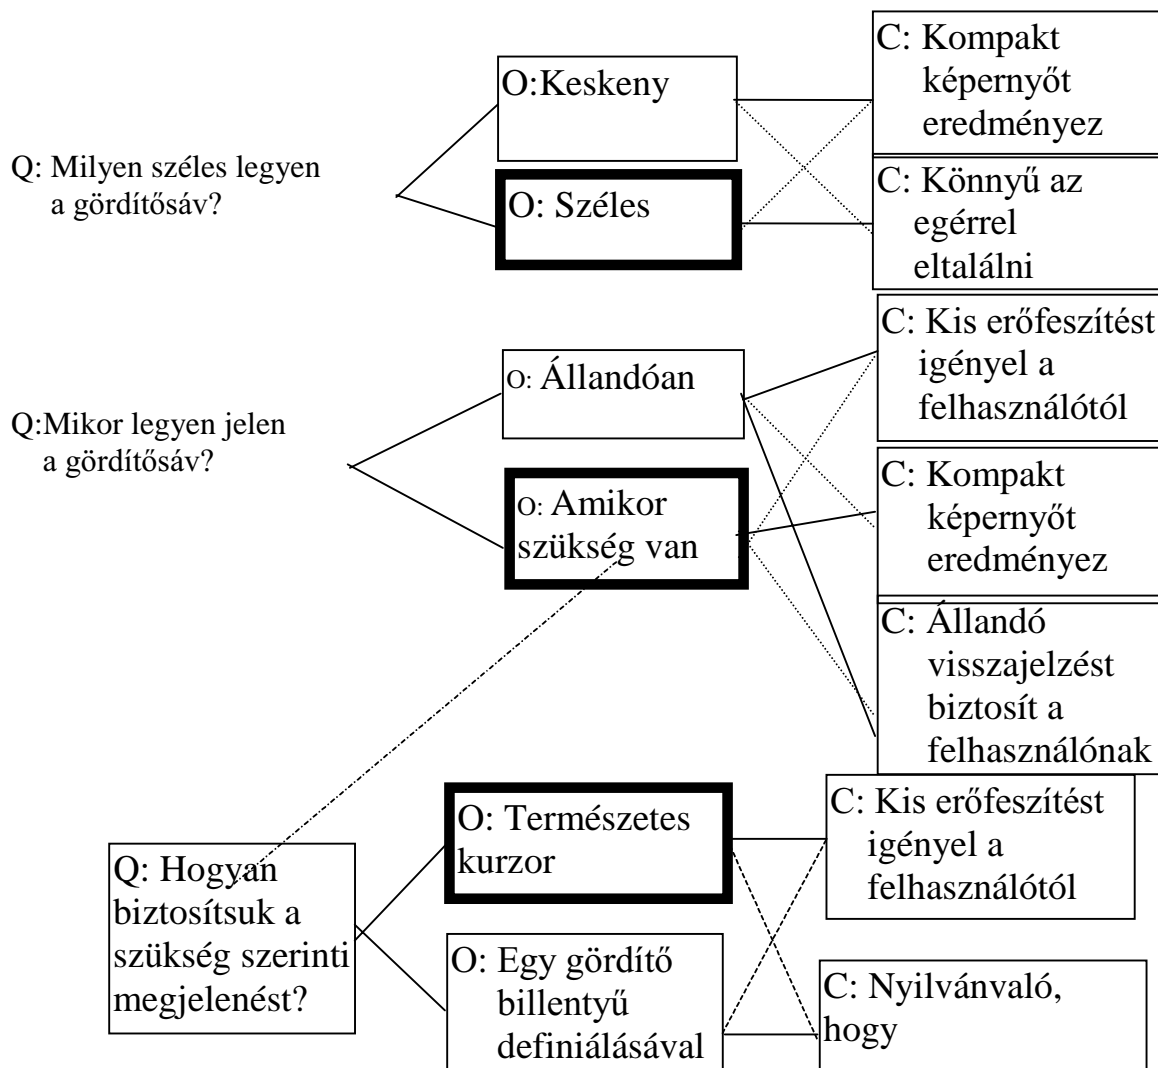 Q: Milyen széles legyen
a gördítősáv?
O:Keskeny
O: Széles
C: Kompakt
képernyőt
eredményez
C: Könnyű az
egérrel
eltalálni
Q:Mikor legyen jelen
a gördítősáv?
O: Állandóan
O: Amikor
szükség van
C: Kis erőfeszítést
igényel a
felhasználótól
C: Kompakt
képernyőt
eredményez
C: Állandó
visszajelzést
biztosít a
felhasználónak
Q: Hogyan
biztosítsuk a
szükség szerinti
megjelenést?
O: Természetes
kurzor
O: Egy gördítő
billentyű
definiálásával
C: Kis erőfeszítést
igényel a
felhasználótól
C: Nyilvánvaló,
hogy